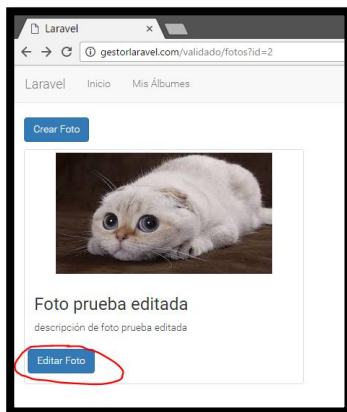 Laravel
gestorlaravel.com/validado/fotos?id=2
Laravel Inicio Mis Álbumes
Crear Foto
Foto prueba editada
descripción de foto prueba editada
Editar Foto